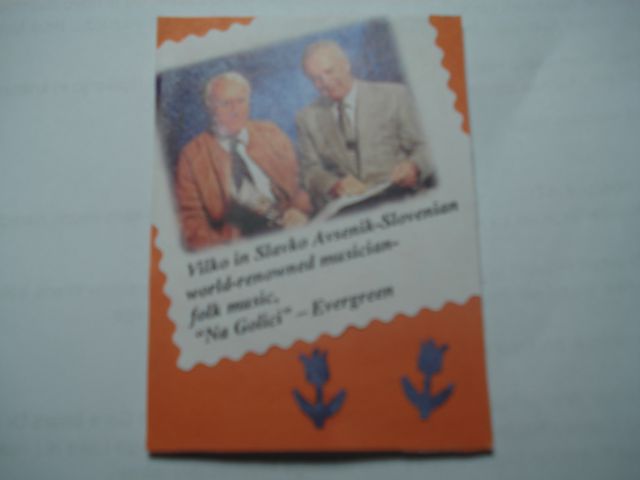 Vilko in Slavko Avsenik-Slovenian
world-renowned musician-
folk music,
"Na Golici" – Evergreen